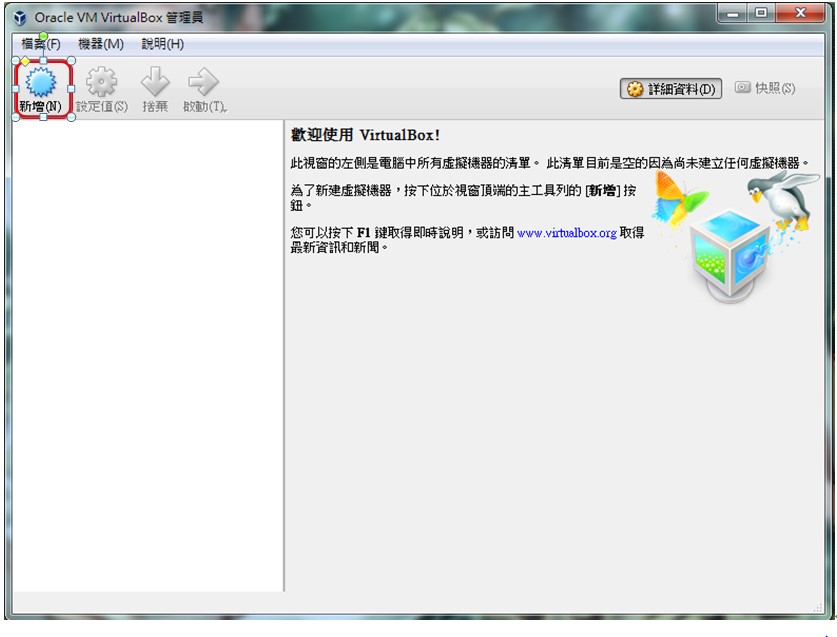 Oracle VM VirtualBox 管理員
檔案(F) 機器(M) 說明(H)
新增(N) 設定值(S) 捨棄 啟動(T) 詳細資料(D) 快照(S)
歡迎使用 VirtualBox!
此視窗的左側是電腦中所有虛擬機器的清單。 此清單目前是空的因為尚未建立任何虛擬機器。
為了新建虛擬機器，按下位於視窗頂端的主工具列的 [新增] 按
鈕。
您可以按下 F1 鍵取得即時說明，或訪問 www.virtualbox.org 取得
最新資訊和新聞。